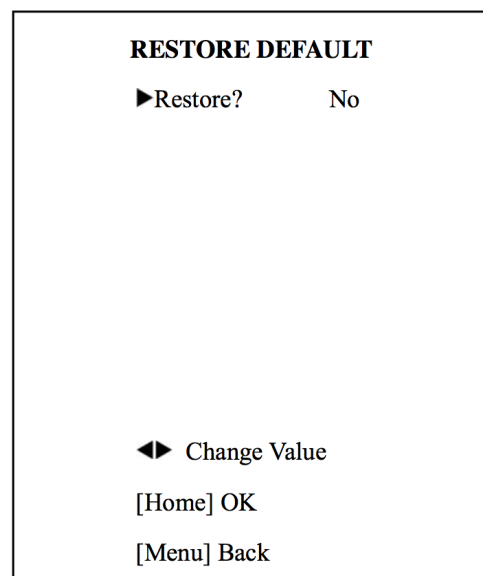 RESTORE DEFAULT
▶Restore? No
◀▶ Change Value
[Home] OK
[Menu] Back